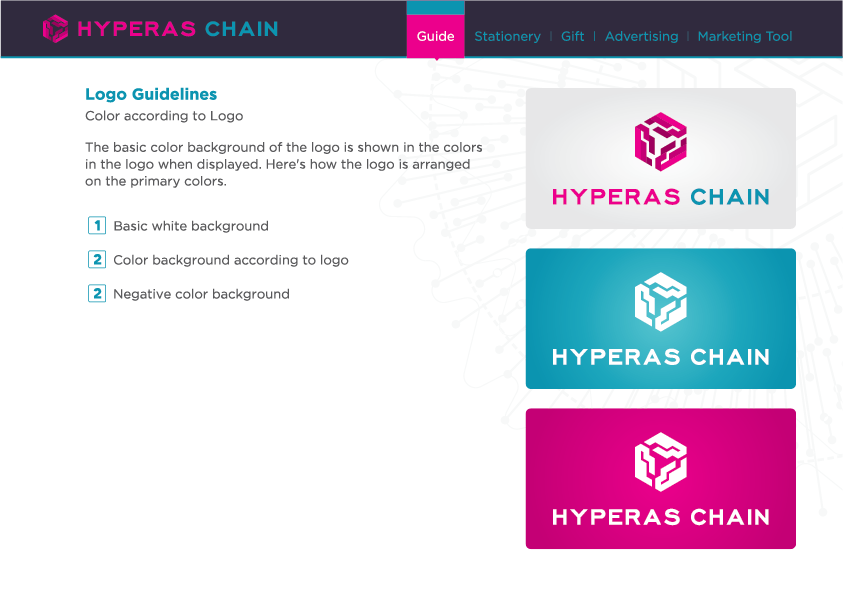 HYPERAS CHAIN
Guide
Stationery | Gift | Advertising | Marketing Tool
Logo Guidelines
Color according to Logo
The basic color background of the logo is shown in the colors
in the logo when displayed. Here's how the logo is arranged
on the primary colors.
1 Basic white background
2 Color background according to logo
2 Negative color background
HYPERAS CHAIN
HYPERAS CHAIN
HYPERAS CHAIN